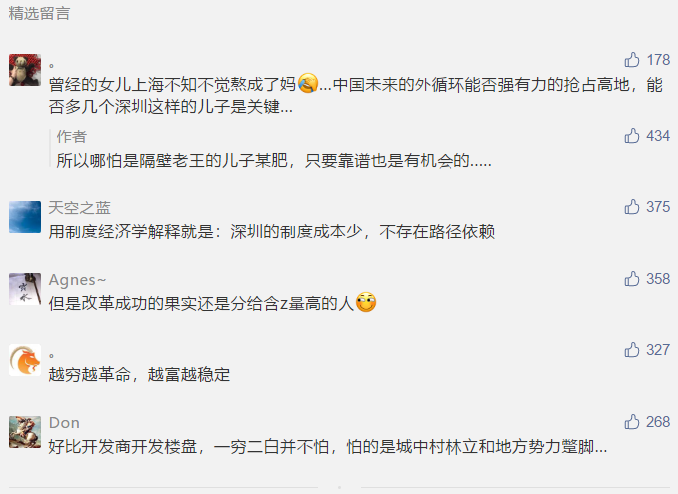 精选留言
。
178
曾经的女儿上海不知不觉熬成了妈🤣...中国未来的外循环能否强有力的抢占高地，能
否多几个深圳这样的儿子是关键...
作者
434
所以哪怕是隔壁老王的儿子某肥，只要靠谱也是有机会的.....
天空之蓝
375
用制度经济学解释就是：深圳的制度成本少，不存在路径依赖
Agnes~
358
但是改革成功的果实还是分给含z最高的人
。
327
越穷越革命，越富越稳定
Don
268
好比开发商开发楼盘，一穷二白并不怕，怕的是城中村林立和地方势力蹩脚...